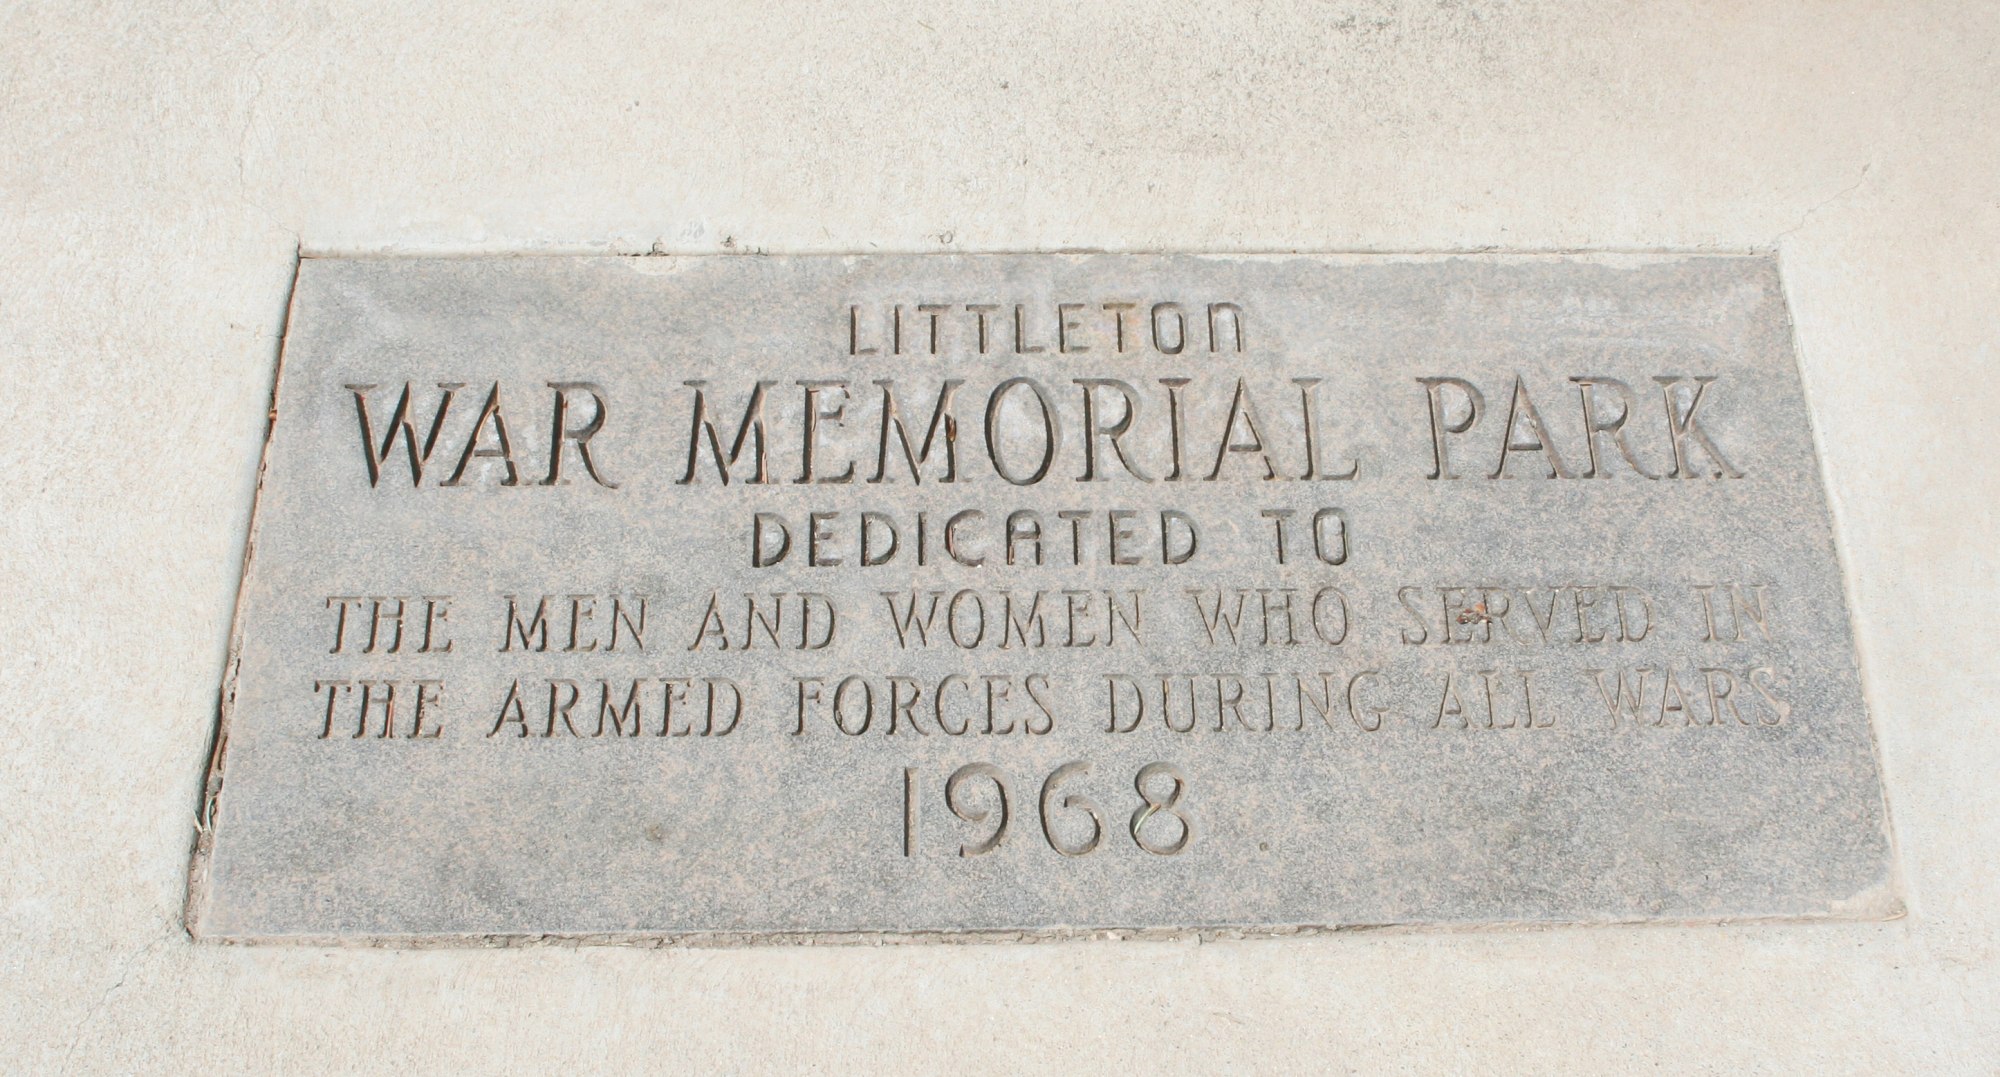 LITTLETON
WAR MEMORIAL PARK
DEDICATED TO
THE MEN AND WOMEN WHO SERVED IN
THE ARMED FORCES DURING ALL WARS
1968